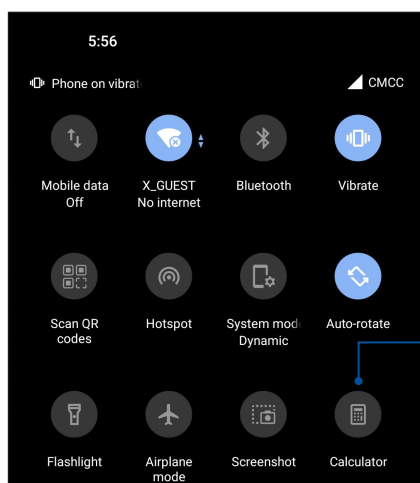 5:56
Phone on vibrat
CMCC
Mobile data
Off
X_GUEST
No internet
Bluetooth
Vibrate
Scan QR
codes
Hotspot
System mod
Dynamic
Auto-rotate
Flashlight
Airplane
mode
Screenshot
Calculator